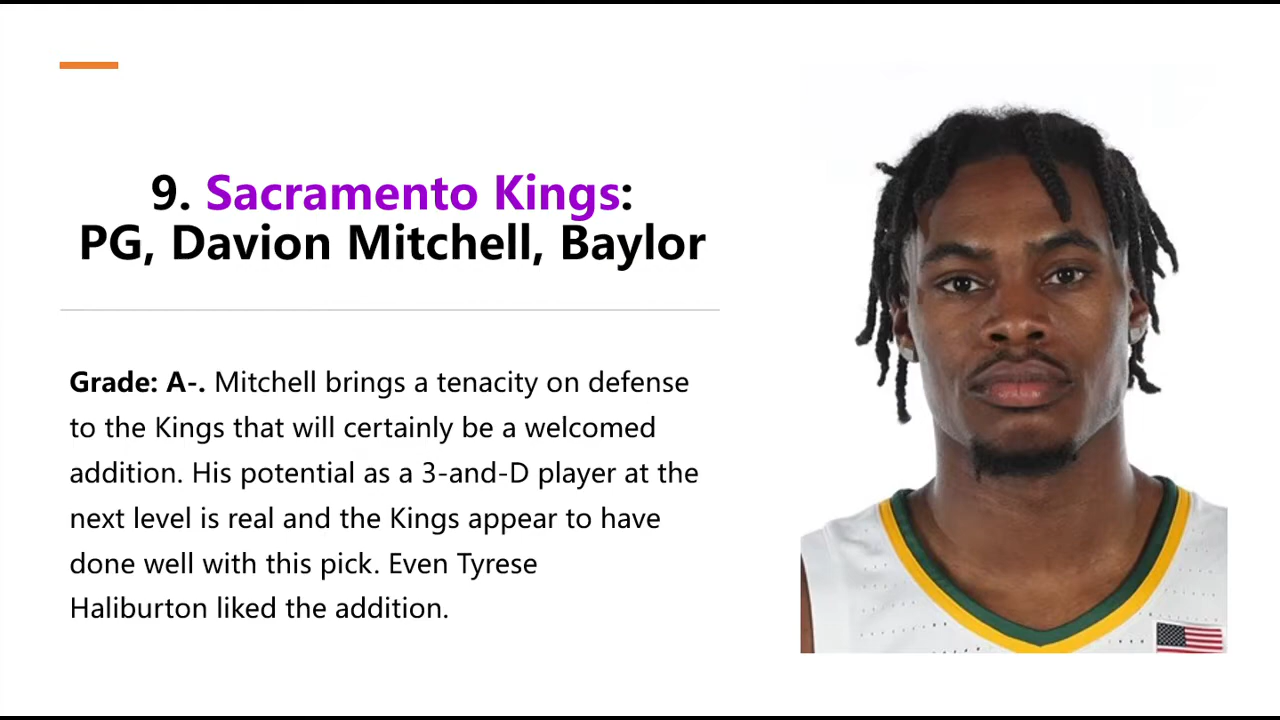 9. Sacramento Kings:
PG, Davion Mitchell, Baylor
Grade: A-. Mitchell brings a tenacity on defense
to the Kings that will certainly be a welcomed
addition. His potential as a 3-and-D player at the
next level is real and the Kings appear to have
done well with this pick. Even Tyrese
Haliburton liked the addition.